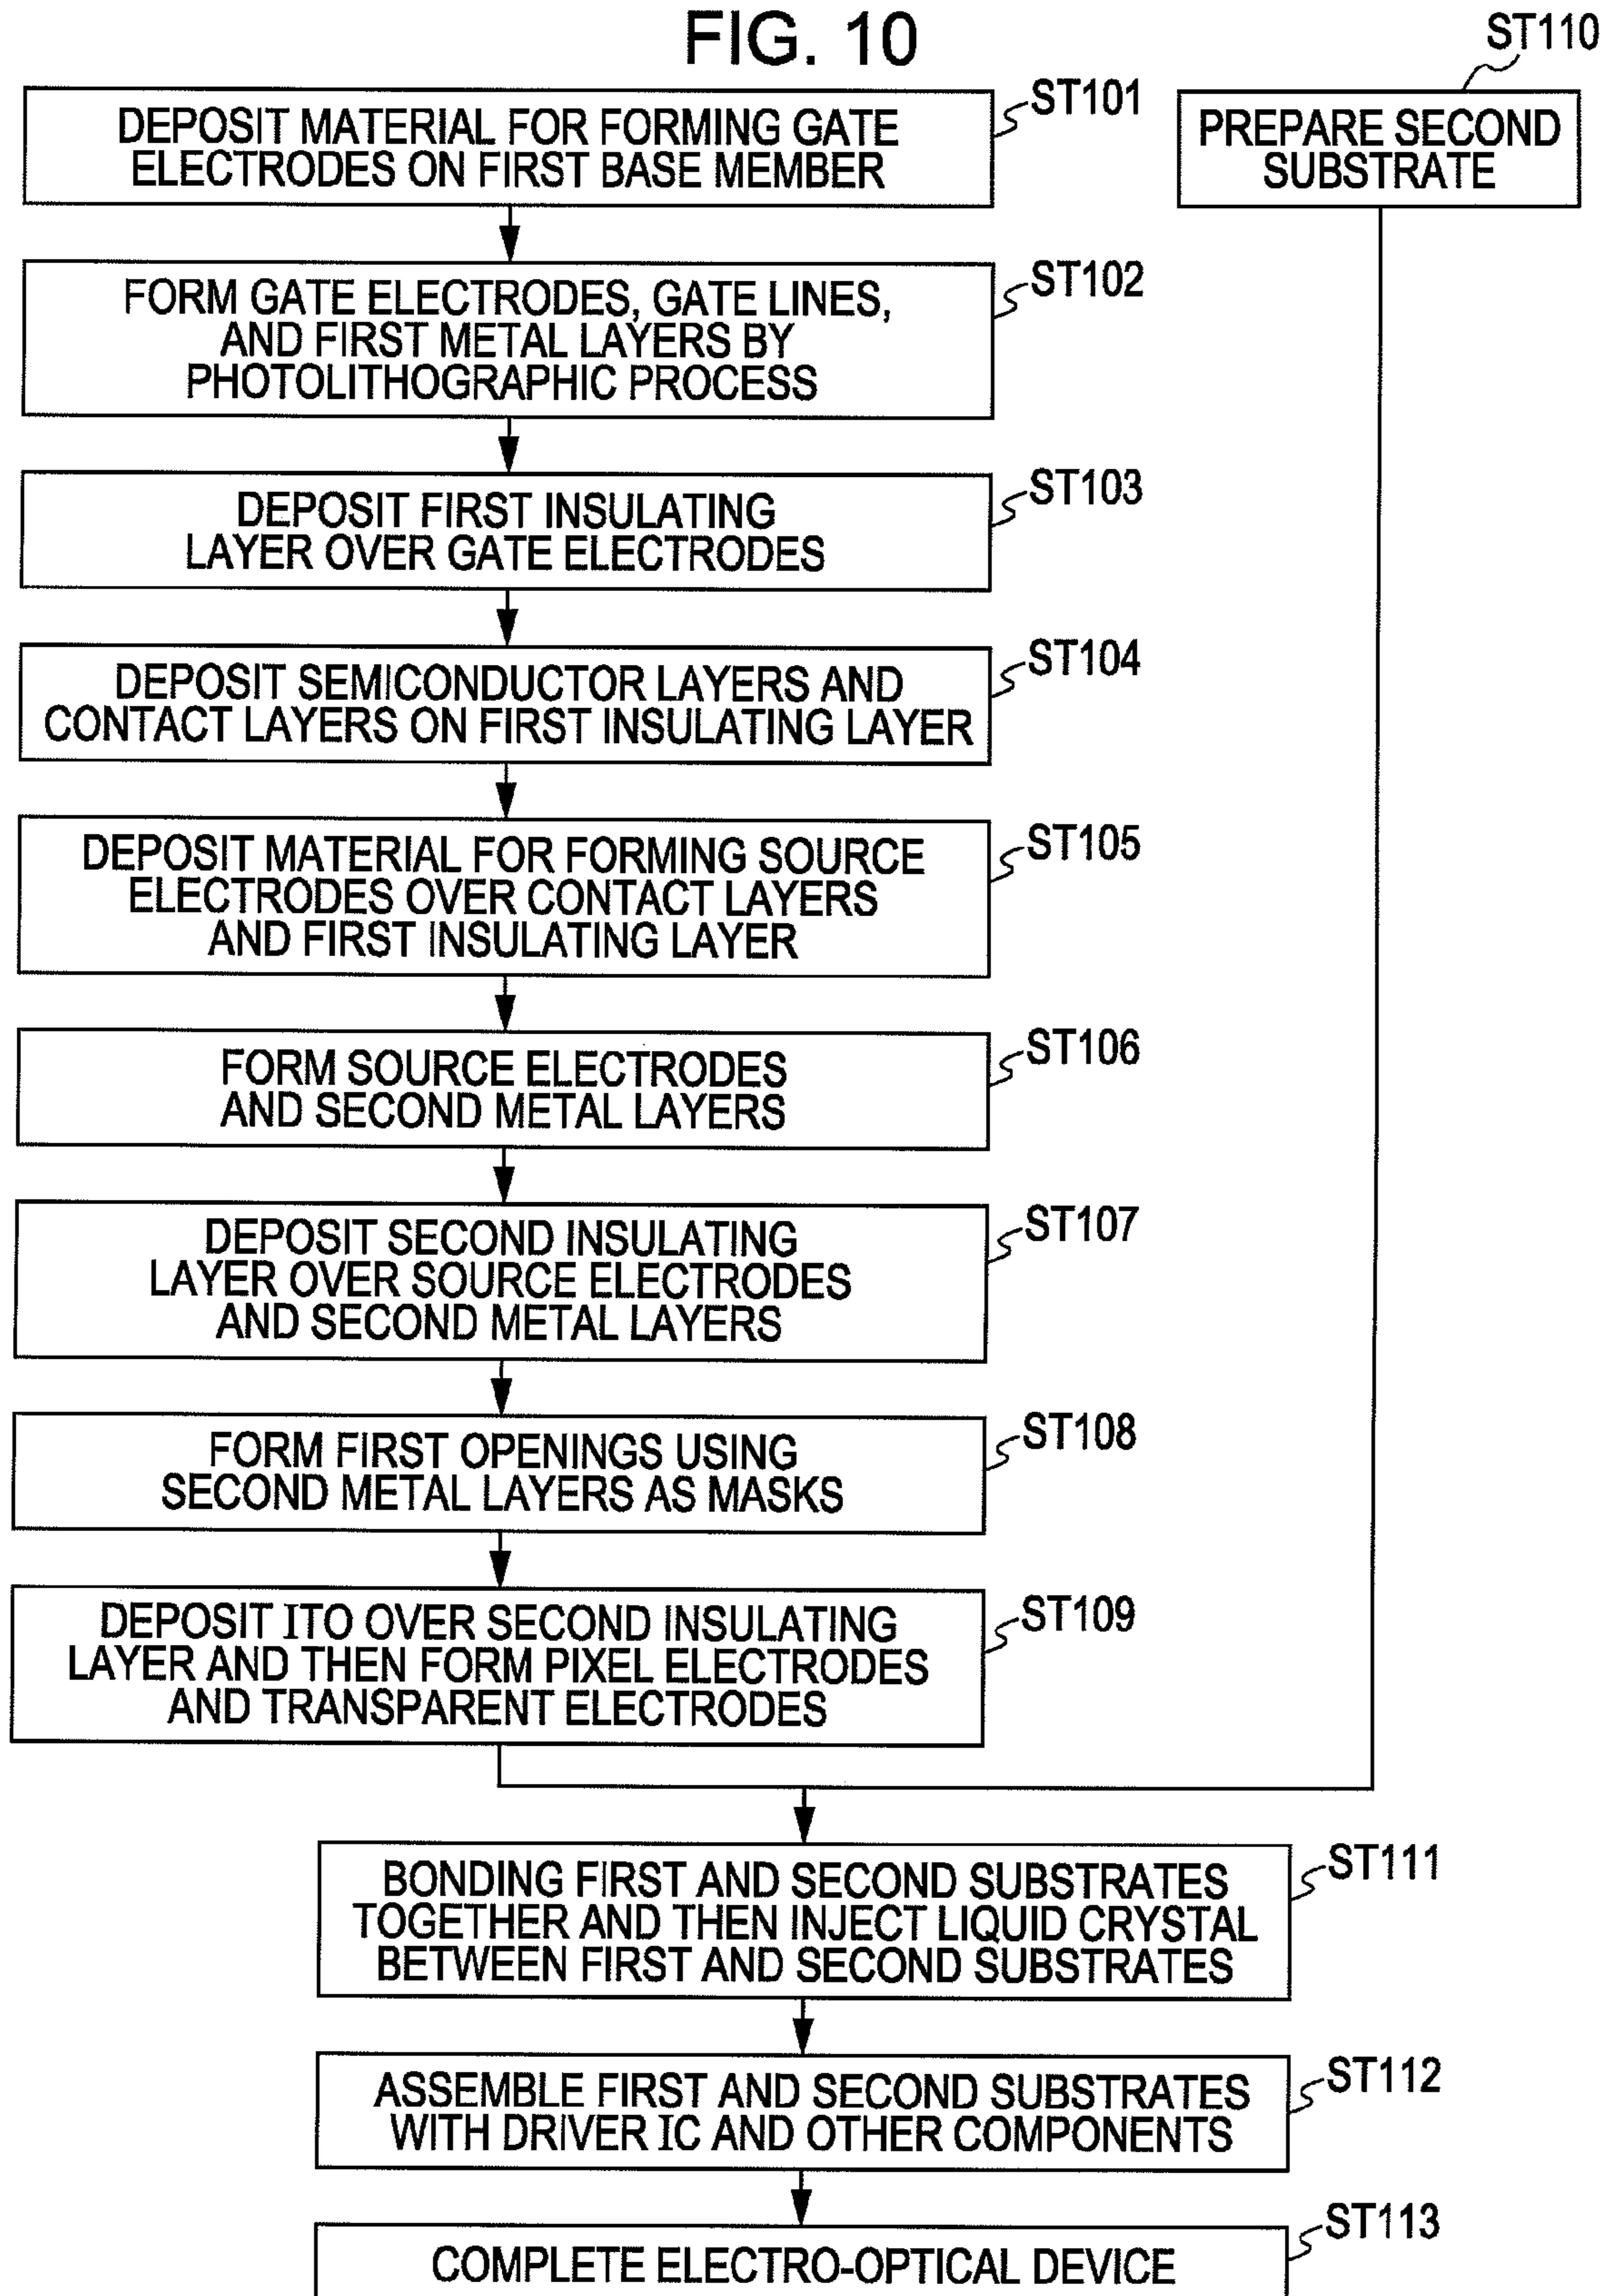 FIG. 10
ST110
ST101
DEPOSIT MATERIAL FOR FORMING GATE
ELECTRODES ON FIRST BASE MEMBER
PREPARE SECOND
SUBSTRATE
ST102
FORM GATE ELECTRODES, GATE LINES,
AND FIRST METAL LAYERS BY
PHOTOLITHOGRAPHIC PROCESS
ST103
DEPOSIT FIRST INSULATING
LAYER OVER GATE ELECTRODES
ST104
DEPOSIT SEMICONDUCTOR LAYERS AND
CONTACT LAYERS ON FIRST INSULATING LAYER
ST105
DEPOSIT MATERIAL FOR FORMING SOURCE
ELECTRODES OVER CONTACT LAYERS
AND FIRST INSULATING LAYER
ST106
FORM SOURCE ELECTRODES
AND SECOND METAL LAYERS
ST107
DEPOSIT SECOND INSULATING
LAYER OVER SOURCE ELECTRODES
AND SECOND METAL LAYERS
ST108
FORM FIRST OPENINGS USING
SECOND METAL LAYERS AS MASKS
ST109
DEPOSIT ITO OVER SECOND INSULATING
LAYER AND THEN FORM PIXEL ELECTRODES
AND TRANSPARENT ELECTRODES
ST111
BONDING FIRST AND SECOND SUBSTRATES
TOGETHER AND THEN INJECT LIQUID CRYSTAL
BETWEEN FIRST AND SECOND SUBSTRATES
ST112
ASSEMBLE FIRST AND SECOND SUBSTRATES
WITH DRIVER IC AND OTHER COMPONENTS
ST113
COMPLETE ELECTRO-OPTICAL DEVICE